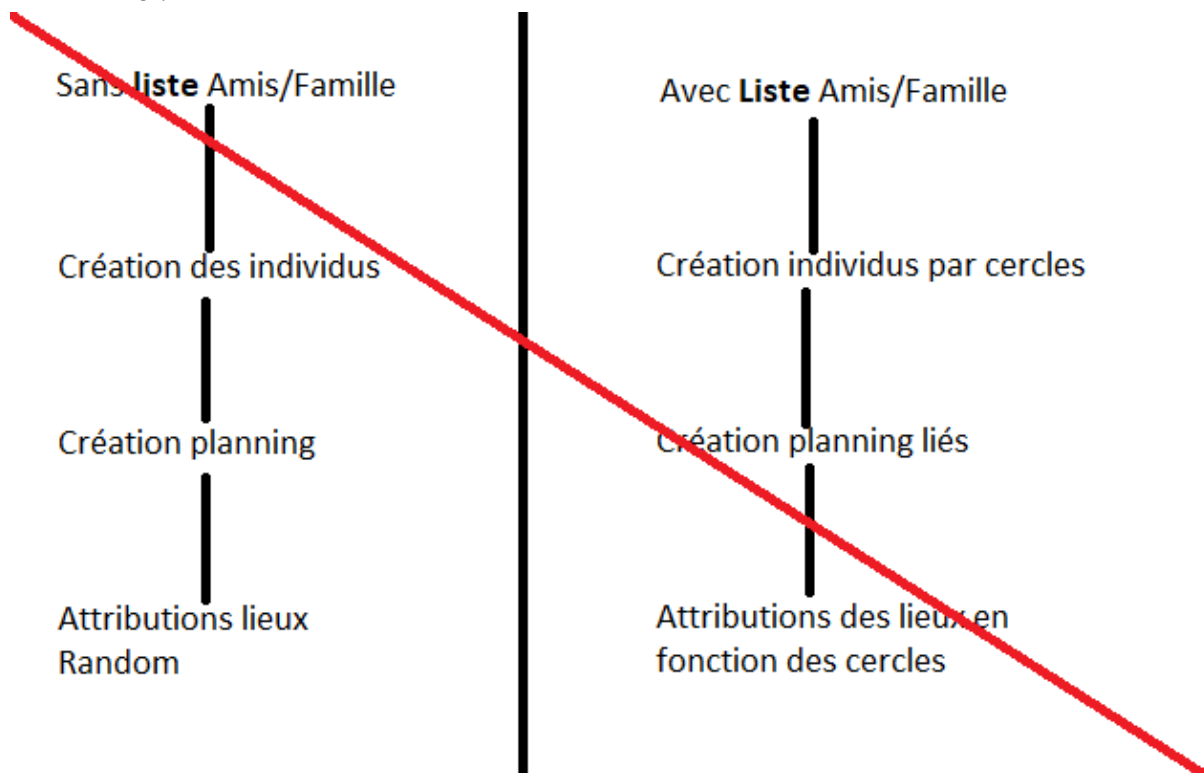 Sans liste Amis/Famille
Création des individus
Création planning
Attributions lieux
Random
Avec Liste Amis/Famille
Création individus par cercles
Création planning liés
Attributions des lieux en
fonction des cercles